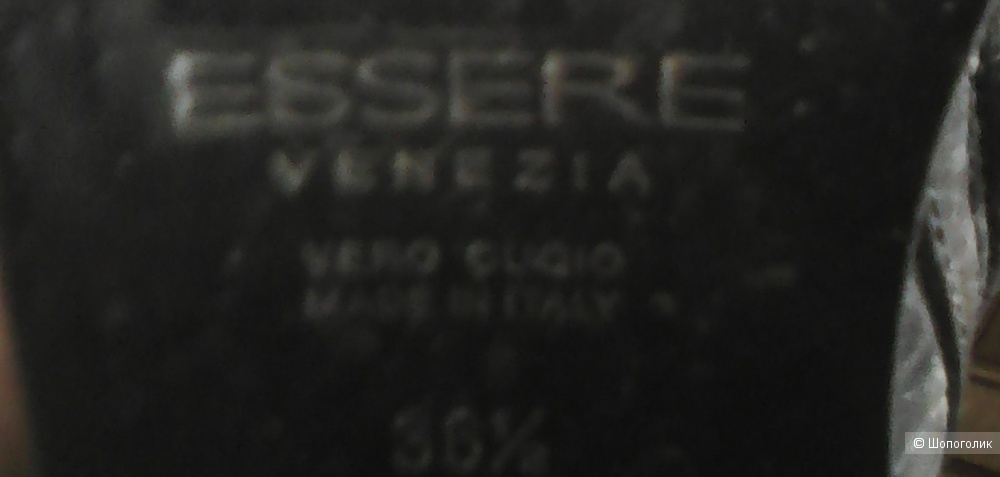 ESSERE
VENEZIA
VERO CUOIO
MADE IN ITALY
36½
© Шопоголик